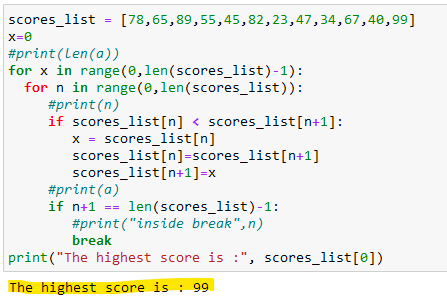 scores_list = [78,65,89,55,45,82,23,47,34,67,40,99]
x=0
#print(len(a))
for x in range(0,len(scores_list)-1):
  for n in range(0,len(scores_list)):
     #print(n)
     if scores_list[n] < scores_list[n+1]:
        x = scores_list[n]
        scores_list[n]=scores_list[n+1]
        scores_list[n+1]=x
     #print(a)
     if n+1 == len(scores_list)-1:
        #print("inside break",n)
        break
print("The highest score is :", scores_list[0])
The highest score is : 99